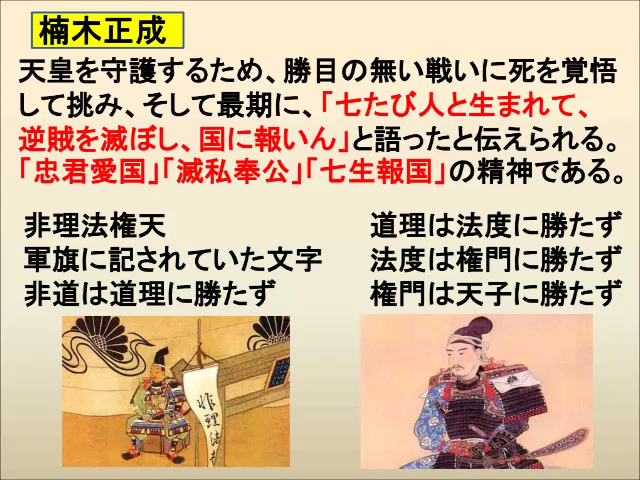 楠木正成
天皇を守護するため、勝目の無い戦いに死を覚悟
して挑み、そして最期に、「七たび人と生まれて、
逆賊を滅ぼし、国に報いん」と語ったと伝えられる。
「忠君愛国」「滅私奉公」「七生報国」の精神である。
非理法権天
軍旗に記されていた文字
非道は道理に勝たず
道理は法度に勝たず
法度は権門に勝たず
権門は天子に勝たず
非理法